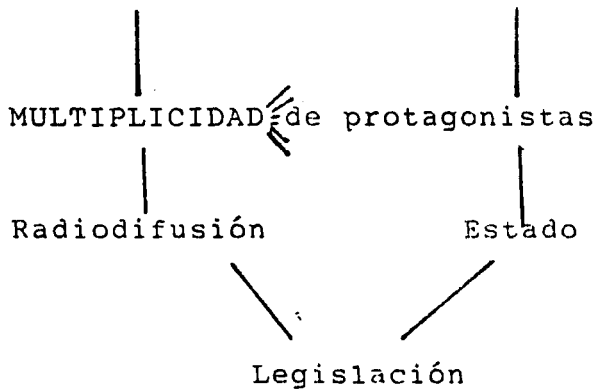 MULTIPLICIDAD de protagonistas
Radiodifusión Estado
Legislación